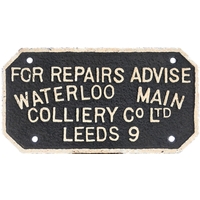 FOR REPAIRS ADVISE
WATERLOO MAIN
COLLIERY CO LTD
LEEDS 9